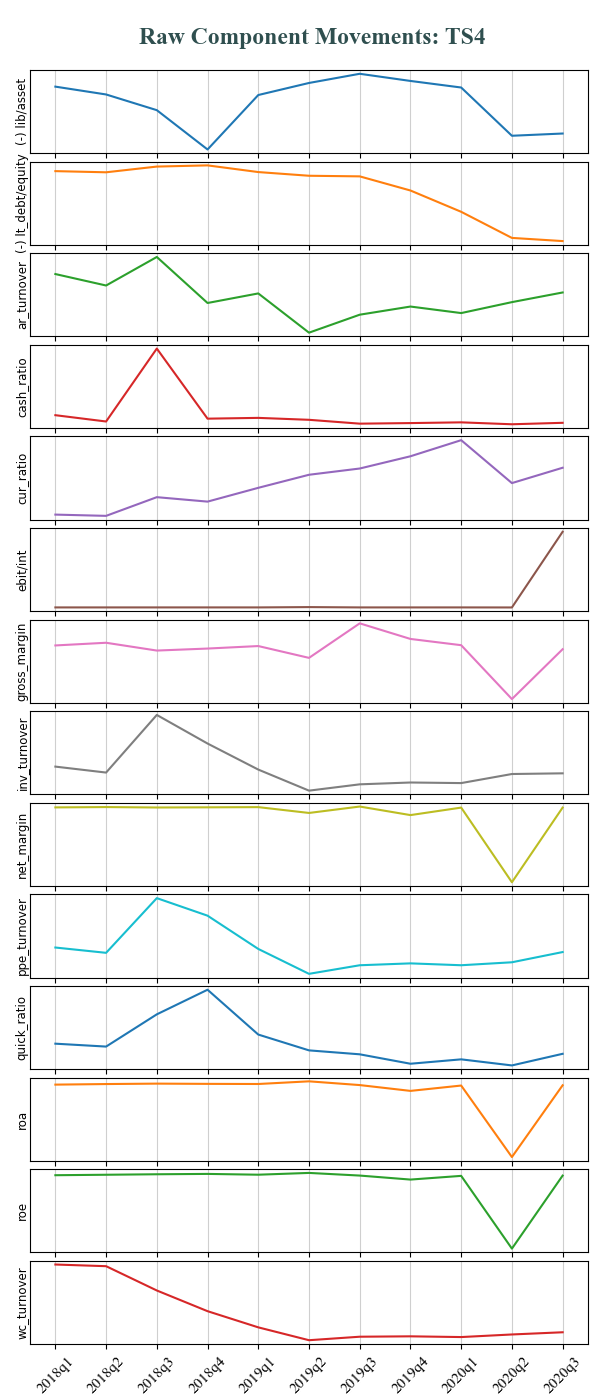 Raw Component Movements: TS4
(-) lib/asset
(-) lt_debt/equity
ar_turnover
cash_ratio
cur_ratio
ebit/int
gross_margin
inv_turnover
net_margin
ppe_turnover
quick_ratio
roa
roe
wc_turnover
2018q1 2018q2 2018q3 2018q4 2019q1 2019q2 2019q3 2019q4 2020q1 2020q2 2020q3